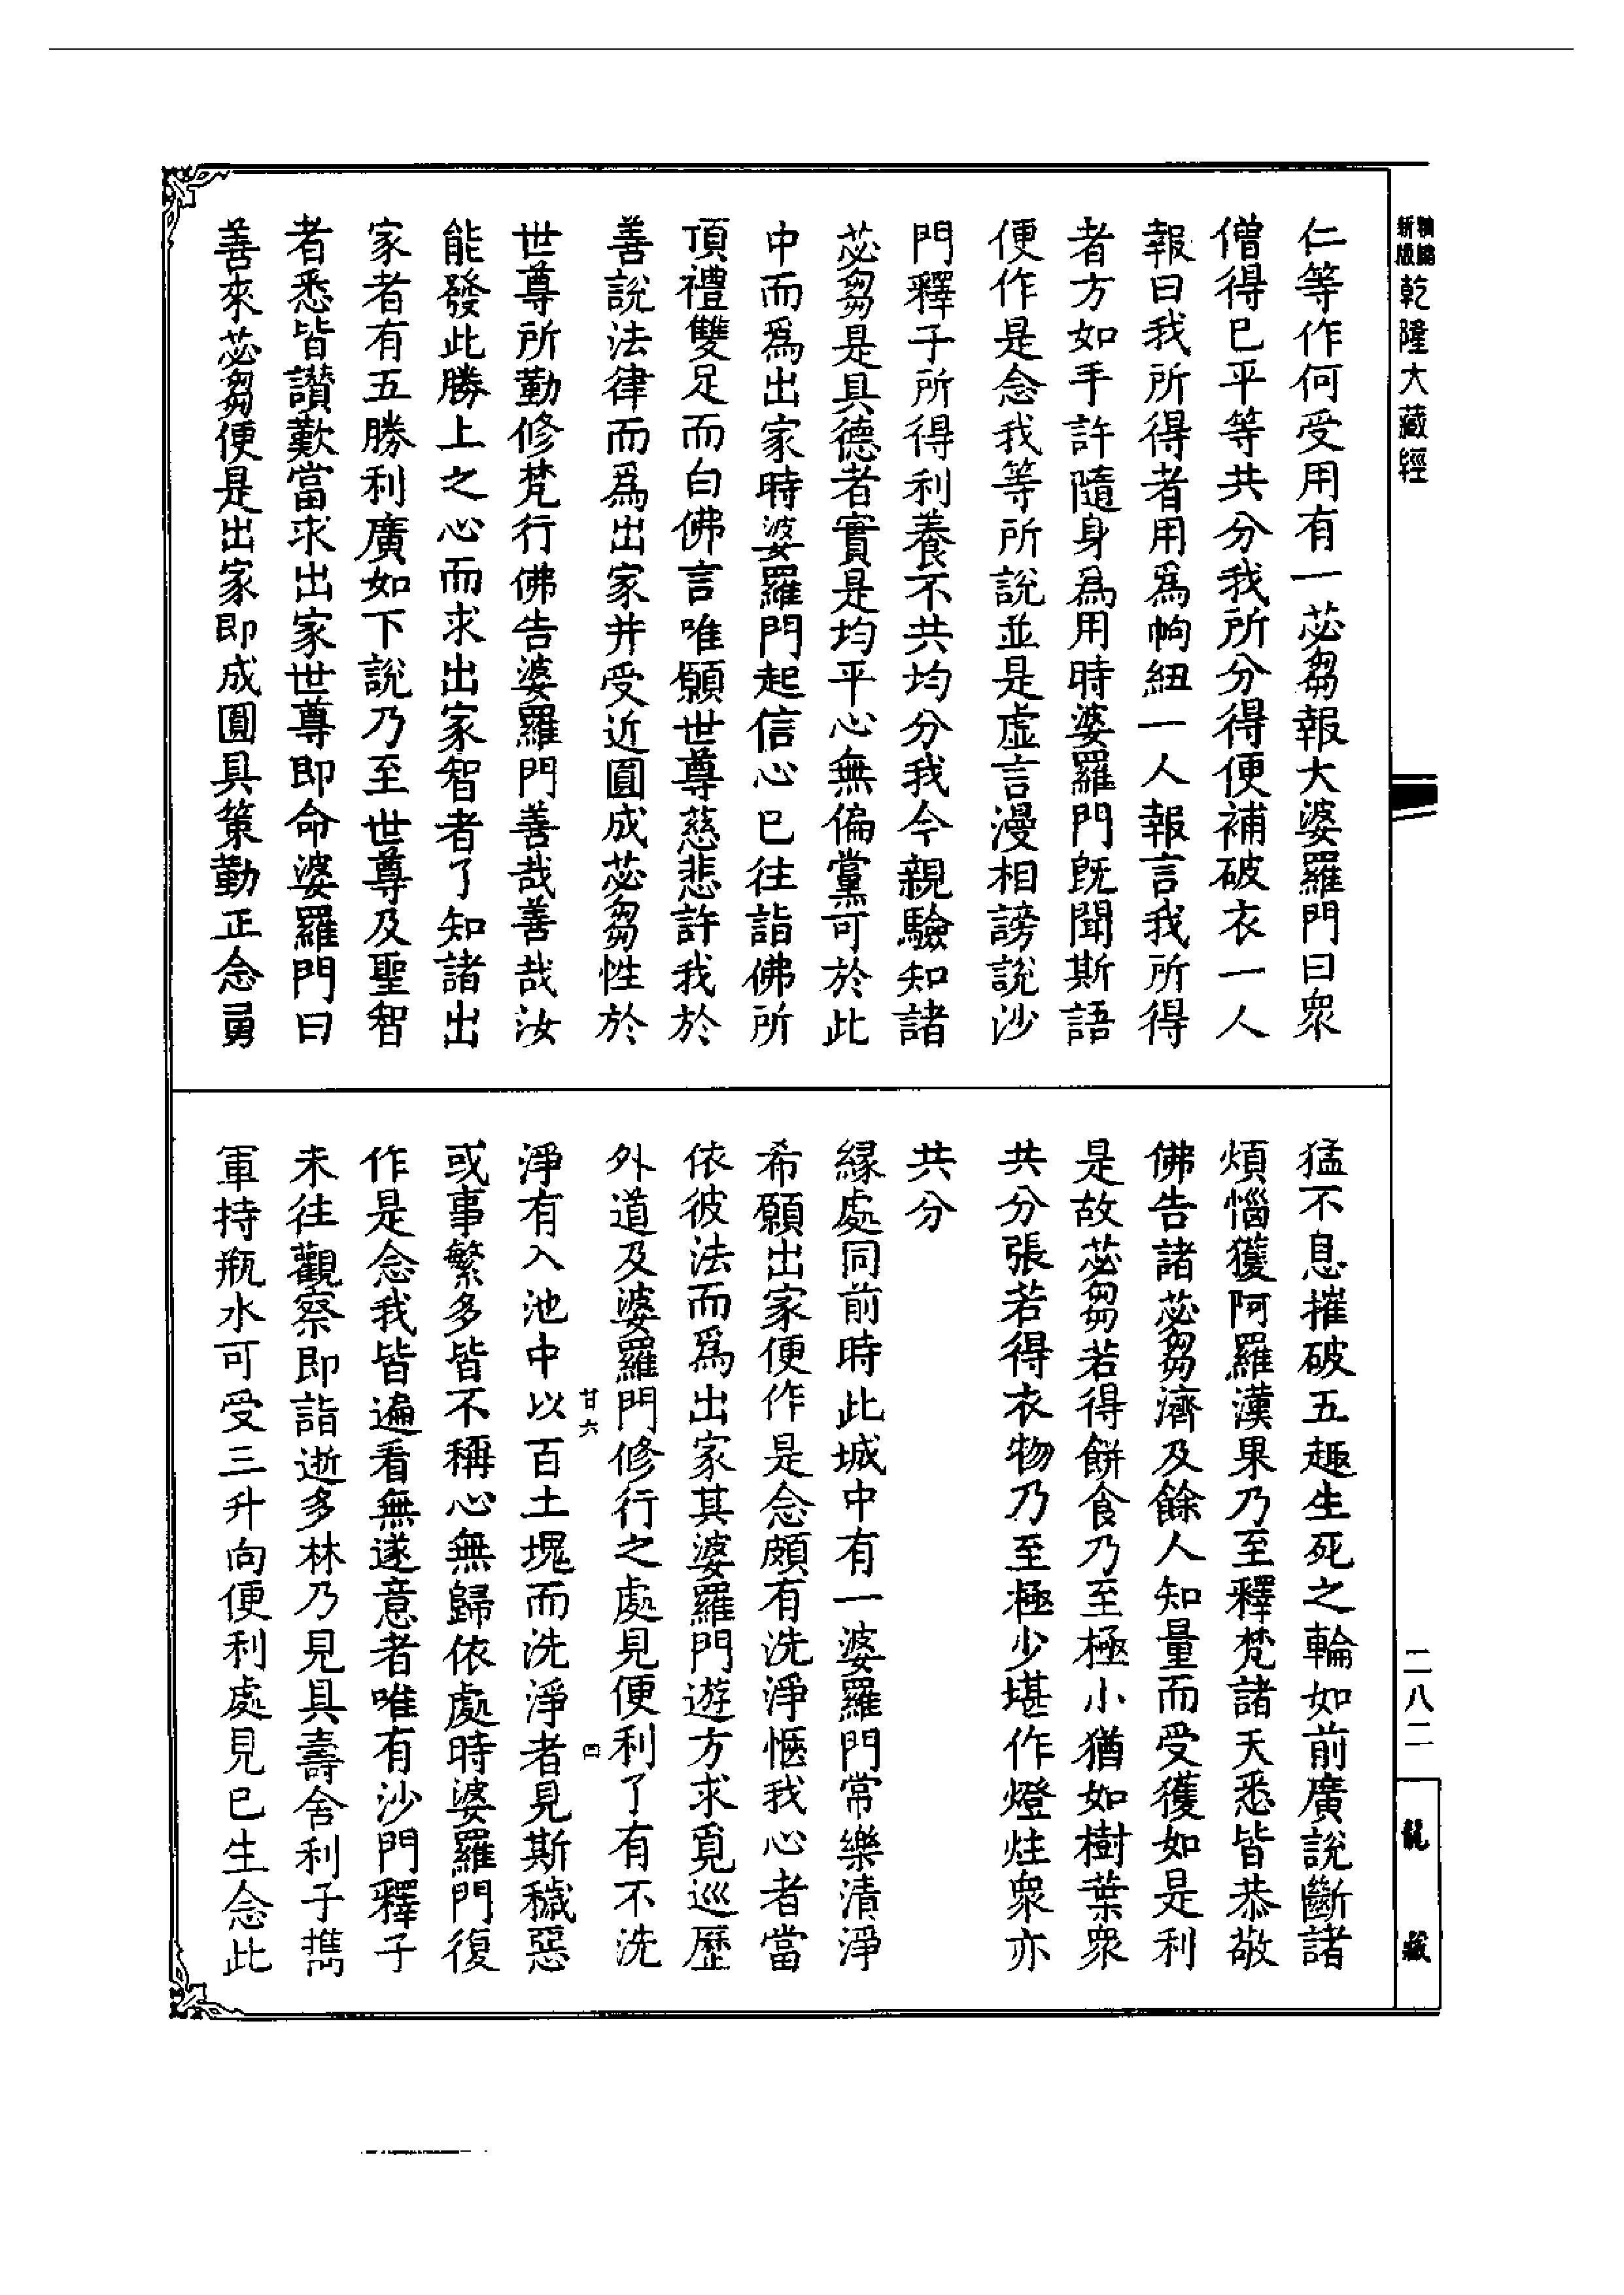 新版
乾隆大藏經
仁等作何受用有一苾芻報大婆羅門曰衆
僧得已平等共分我所分得便補破衣一人
報曰我所得者用爲帉紐一人報言我所得
者方如手許隨身爲用時婆羅門既聞斯語
便作是念我等所說並是虛言漫相謗說沙
門釋子所得利養不共均分我今親驗知諸
苾芻是具德者實是均平心無偏黨可於此
中而爲出家時婆羅門起信心已往詣佛所
頂禮雙足而白佛言唯願世尊慈悲許我於
善說法律而爲出家并受近圓成苾芻性於
世尊所勤修梵行佛告婆羅門善哉善哉汝
能發此勝上之心而求出家智者了知諸出
家者有五勝利廣如下說乃至世尊及聖智
者悉皆讚歎當求出家世尊即命婆羅門曰
善來苾芻便是出家即成圓具策勤正念勇
猛不息摧破五趣生死之輪如前廣說斷諸
煩惱獲阿羅漢果乃至釋梵諸天悉皆恭敬
佛告諸苾芻濟及餘人知量而受獲如是利
是故苾芻若得餅食乃至極小猶如樹葉衆
共分張若得衣物乃至極少堪作燈炷衆亦
共分
緣處同前時此城中有一婆羅門常樂清淨
希願出家便作是念頗有洗淨愜我心者當
依彼法而爲出家其婆羅門遊方求覓巡歷
外道及婆羅門修行之處見便利了有不洗
甘六
四
淨有入池中以百土塊而洗淨者見斯穢惡
或事繁多皆不稱心無歸依處時婆羅門復
作是念我皆遍看無遂意者唯有沙門釋子
未往觀察即詣逝多林乃見具壽舍利子攜
軍持瓶水可受三升向便利處見已生念此
二八二
龍藏